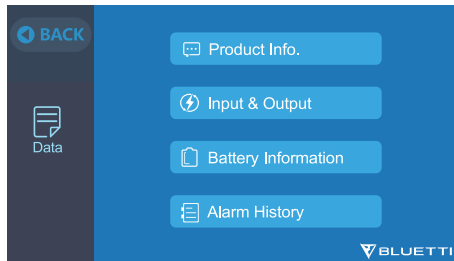 BACK
Data
Product Info.
Input & Output
Battery Information
Alarm History
BLUETTI